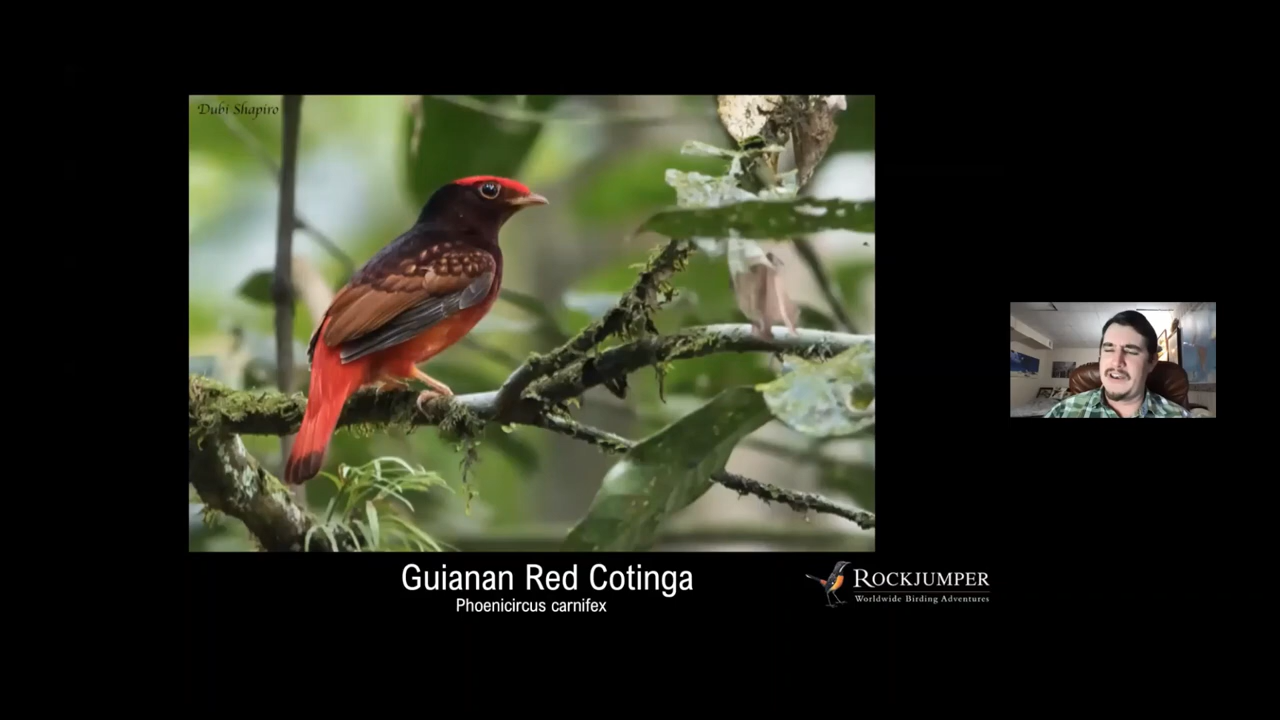 Dubi Shapiro
Guianan Red Cotinga
Phoenicircus carnifex
ROCKJUMPER
Worldwide Birding Adventures